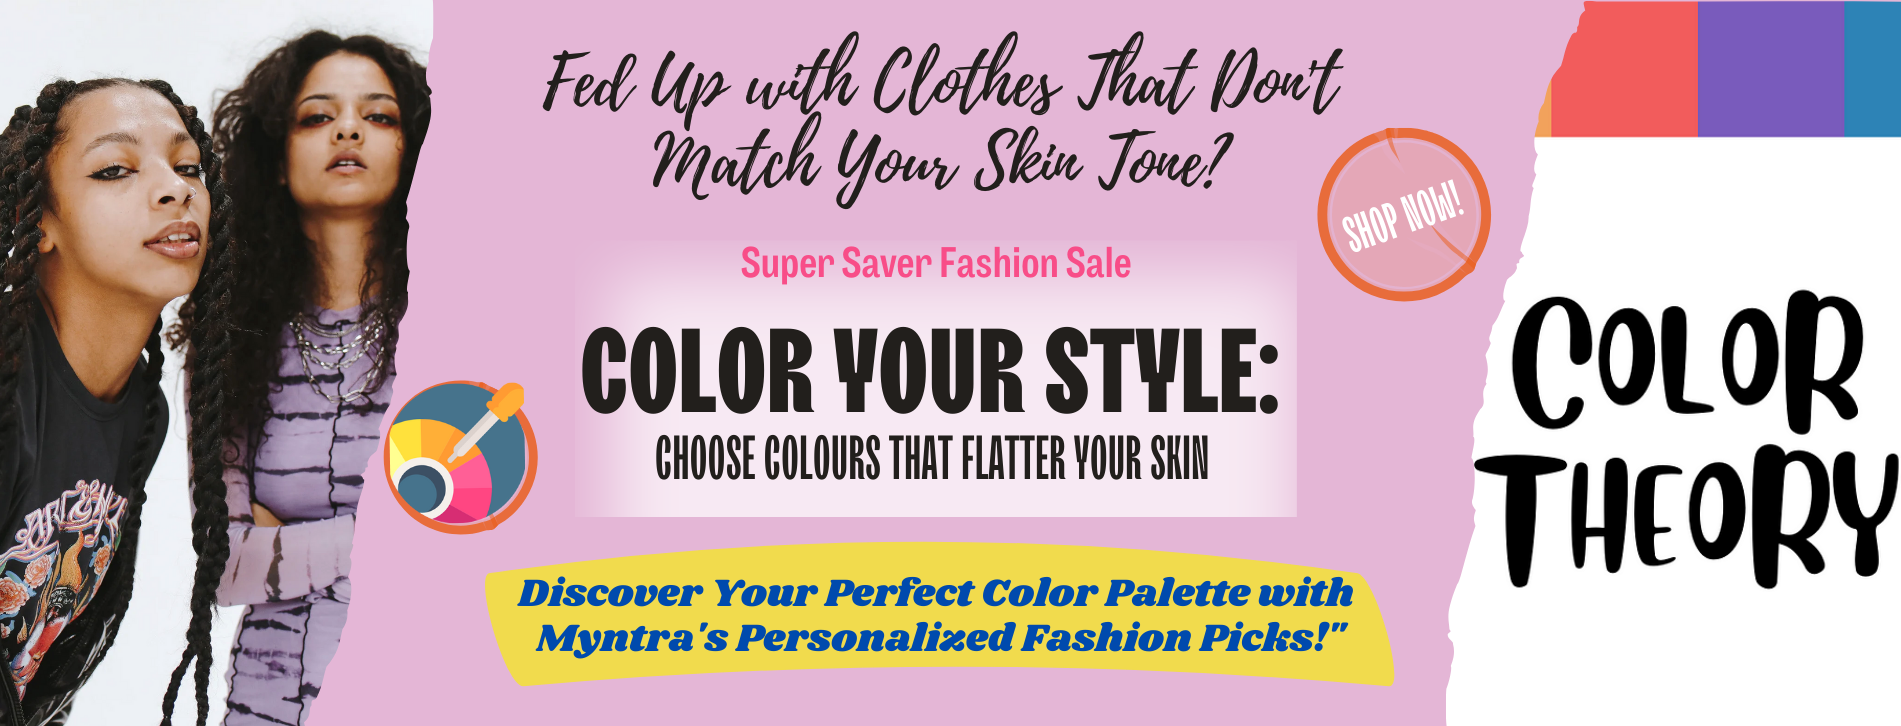 Fed Up with Clothes That Don't
Match Your Skin Tone?
SHOP NOW!
Super Saver Fashion Sale
COLOR YOUR STYLE:
CHOOSE COLOURS THAT FLATTER YOUR SKIN
Discover Your Perfect Color Palette with
Myntra's Personalized Fashion Picks!"
COLOR
THEORY